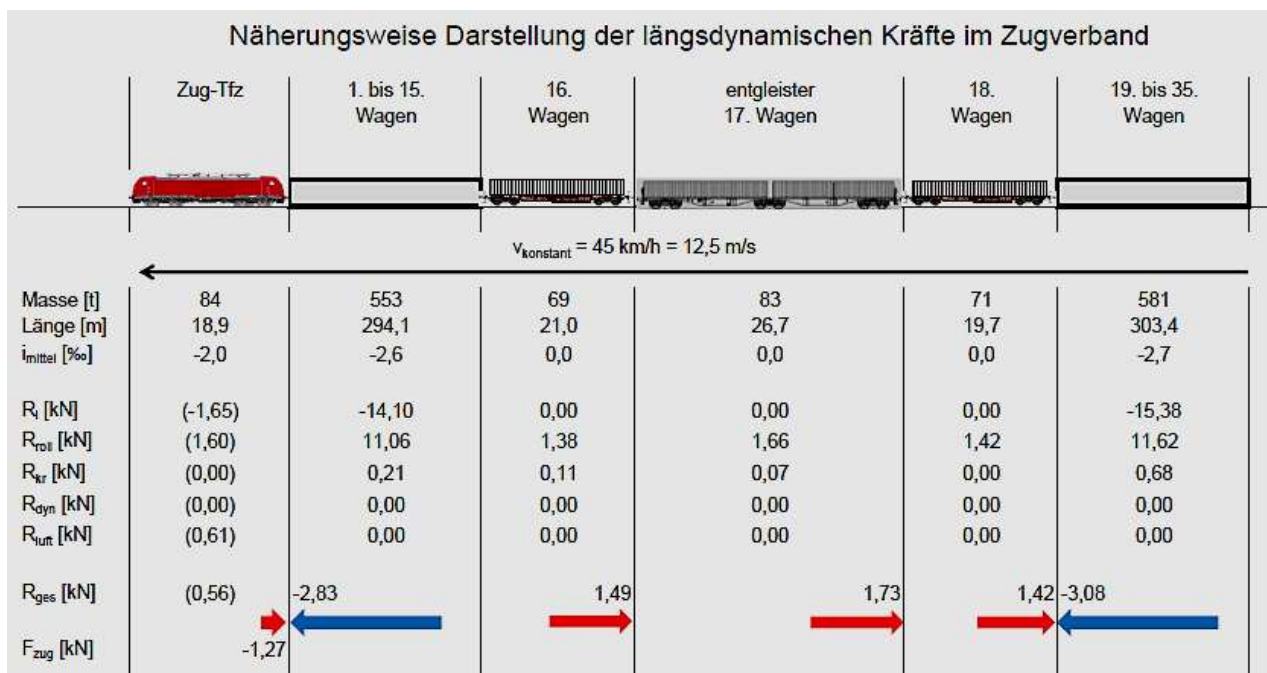 Näherungsweise Darstellung der längsdynamischen Kräfte im Zugverband
Zug-Tfz 1. bis 15. Wagen 16. Wagen entgleister 17. Wagen 18. Wagen 19. bis 35. Wagen
vkonstant = 45 km/h = 12,5 m/s
Masse [t] 84 553 69 83 71 581
Länge [m] 18,9 294,1 21,0 26,7 19,7 303,4
imittel [‰] -2,0 -2,6 0,0 0,0 0,0 -2,7
Ri [kN] (-1,65) -14,10 0,00 0,00 0,00 -15,38
Rroll [kN] (1,60) 11,06 1,38 1,66 1,42 11,62
Rkr [kN] (0,00) 0,21 0,11 0,07 0,00 0,68
Rdyn [kN] (0,00) 0,00 0,00 0,00 0,00 0,00
Rluft [kN] (0,61) 0,00 0,00 0,00 0,00 0,00
Rges [kN] (0,56) -2,83 1,49 1,73 1,42 -3,08
Fzug [kN] -1,27